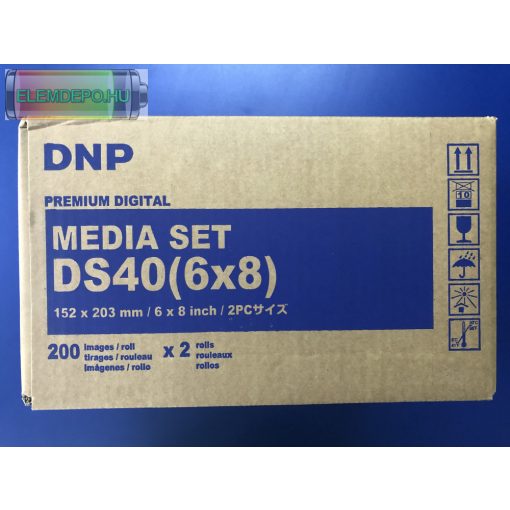 ELEMDEPO.HU
DNP
PREMIUM DIGITAL
MEDIA SET
DS40(6x8)
152 x 203 mm / 6 x 8 inch / 2PCサイズ
200 images / roll x 2 rolls
tirages / rouleau rouleaux
imágenes / rollo rollos
10